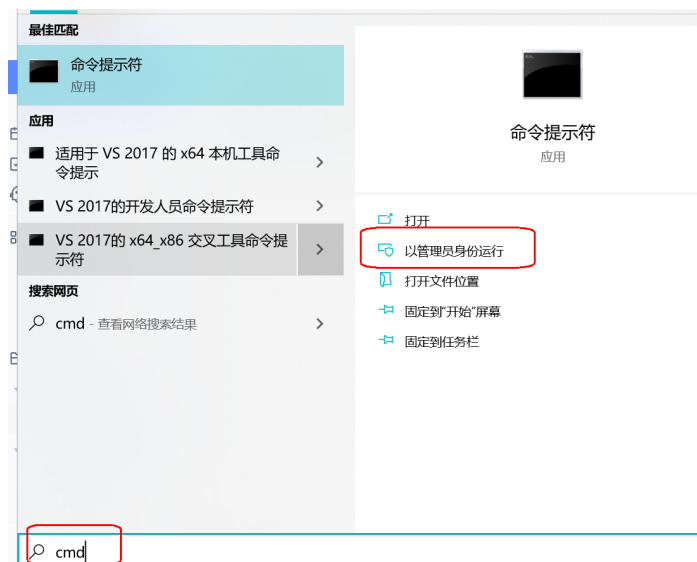 最佳匹配
命令提示符
应用
应用
适用于 VS 2017 的 x64 本机工具命
令提示
VS 2017的开发人员命令提示符
VS 2017的 x64_x86 交叉工具命令提
示符
搜索网页
cmd - 查看网络搜索结果
命令提示符
应用
打开
以管理员身份运行
打开文件位置
固定到"开始"屏幕
固定到任务栏
cmd